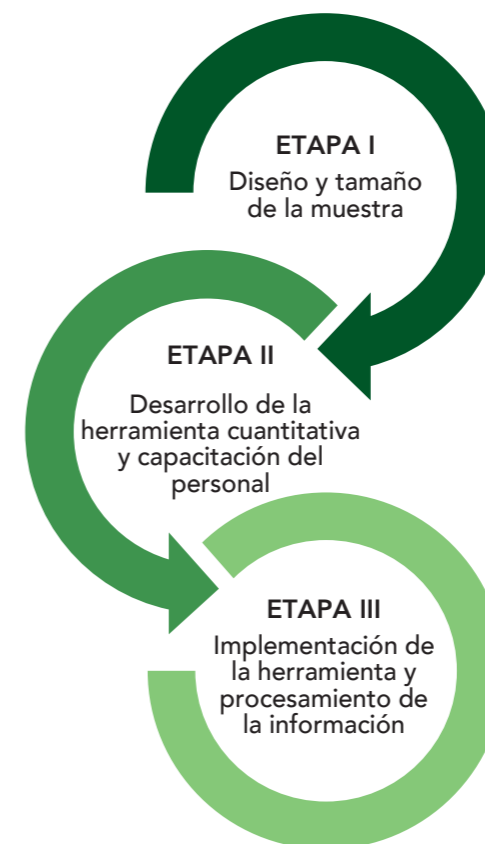 ETAPA I
Diseño y tamaño
de la muestra
ETAPA II
Desarrollo de la
herramienta cuantitativa
y capacitación del
personal
ETAPA III
Implementación de
la herramienta y
procesamiento de
la información